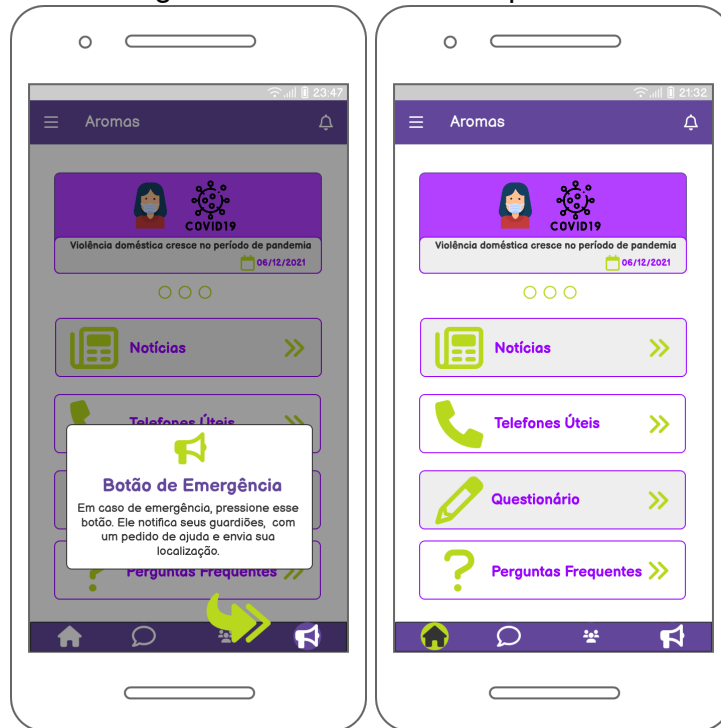 23:47
Aromas
COVID19
Violência doméstica cresce no período de pandemia
06/12/2021
Notícias
Telefones Úteis
Botão de Emergência
Em caso de emergência, pressione esse
botão. Ele notifica seus guardiões, com
um pedido de ajuda e envia sua
localização.
Perguntas Frequentes
21:32
Aromas
COVID19
Violência doméstica cresce no período de pandemia
06/12/2021
Notícias
Telefones Úteis
Questionário
Perguntas Frequentes